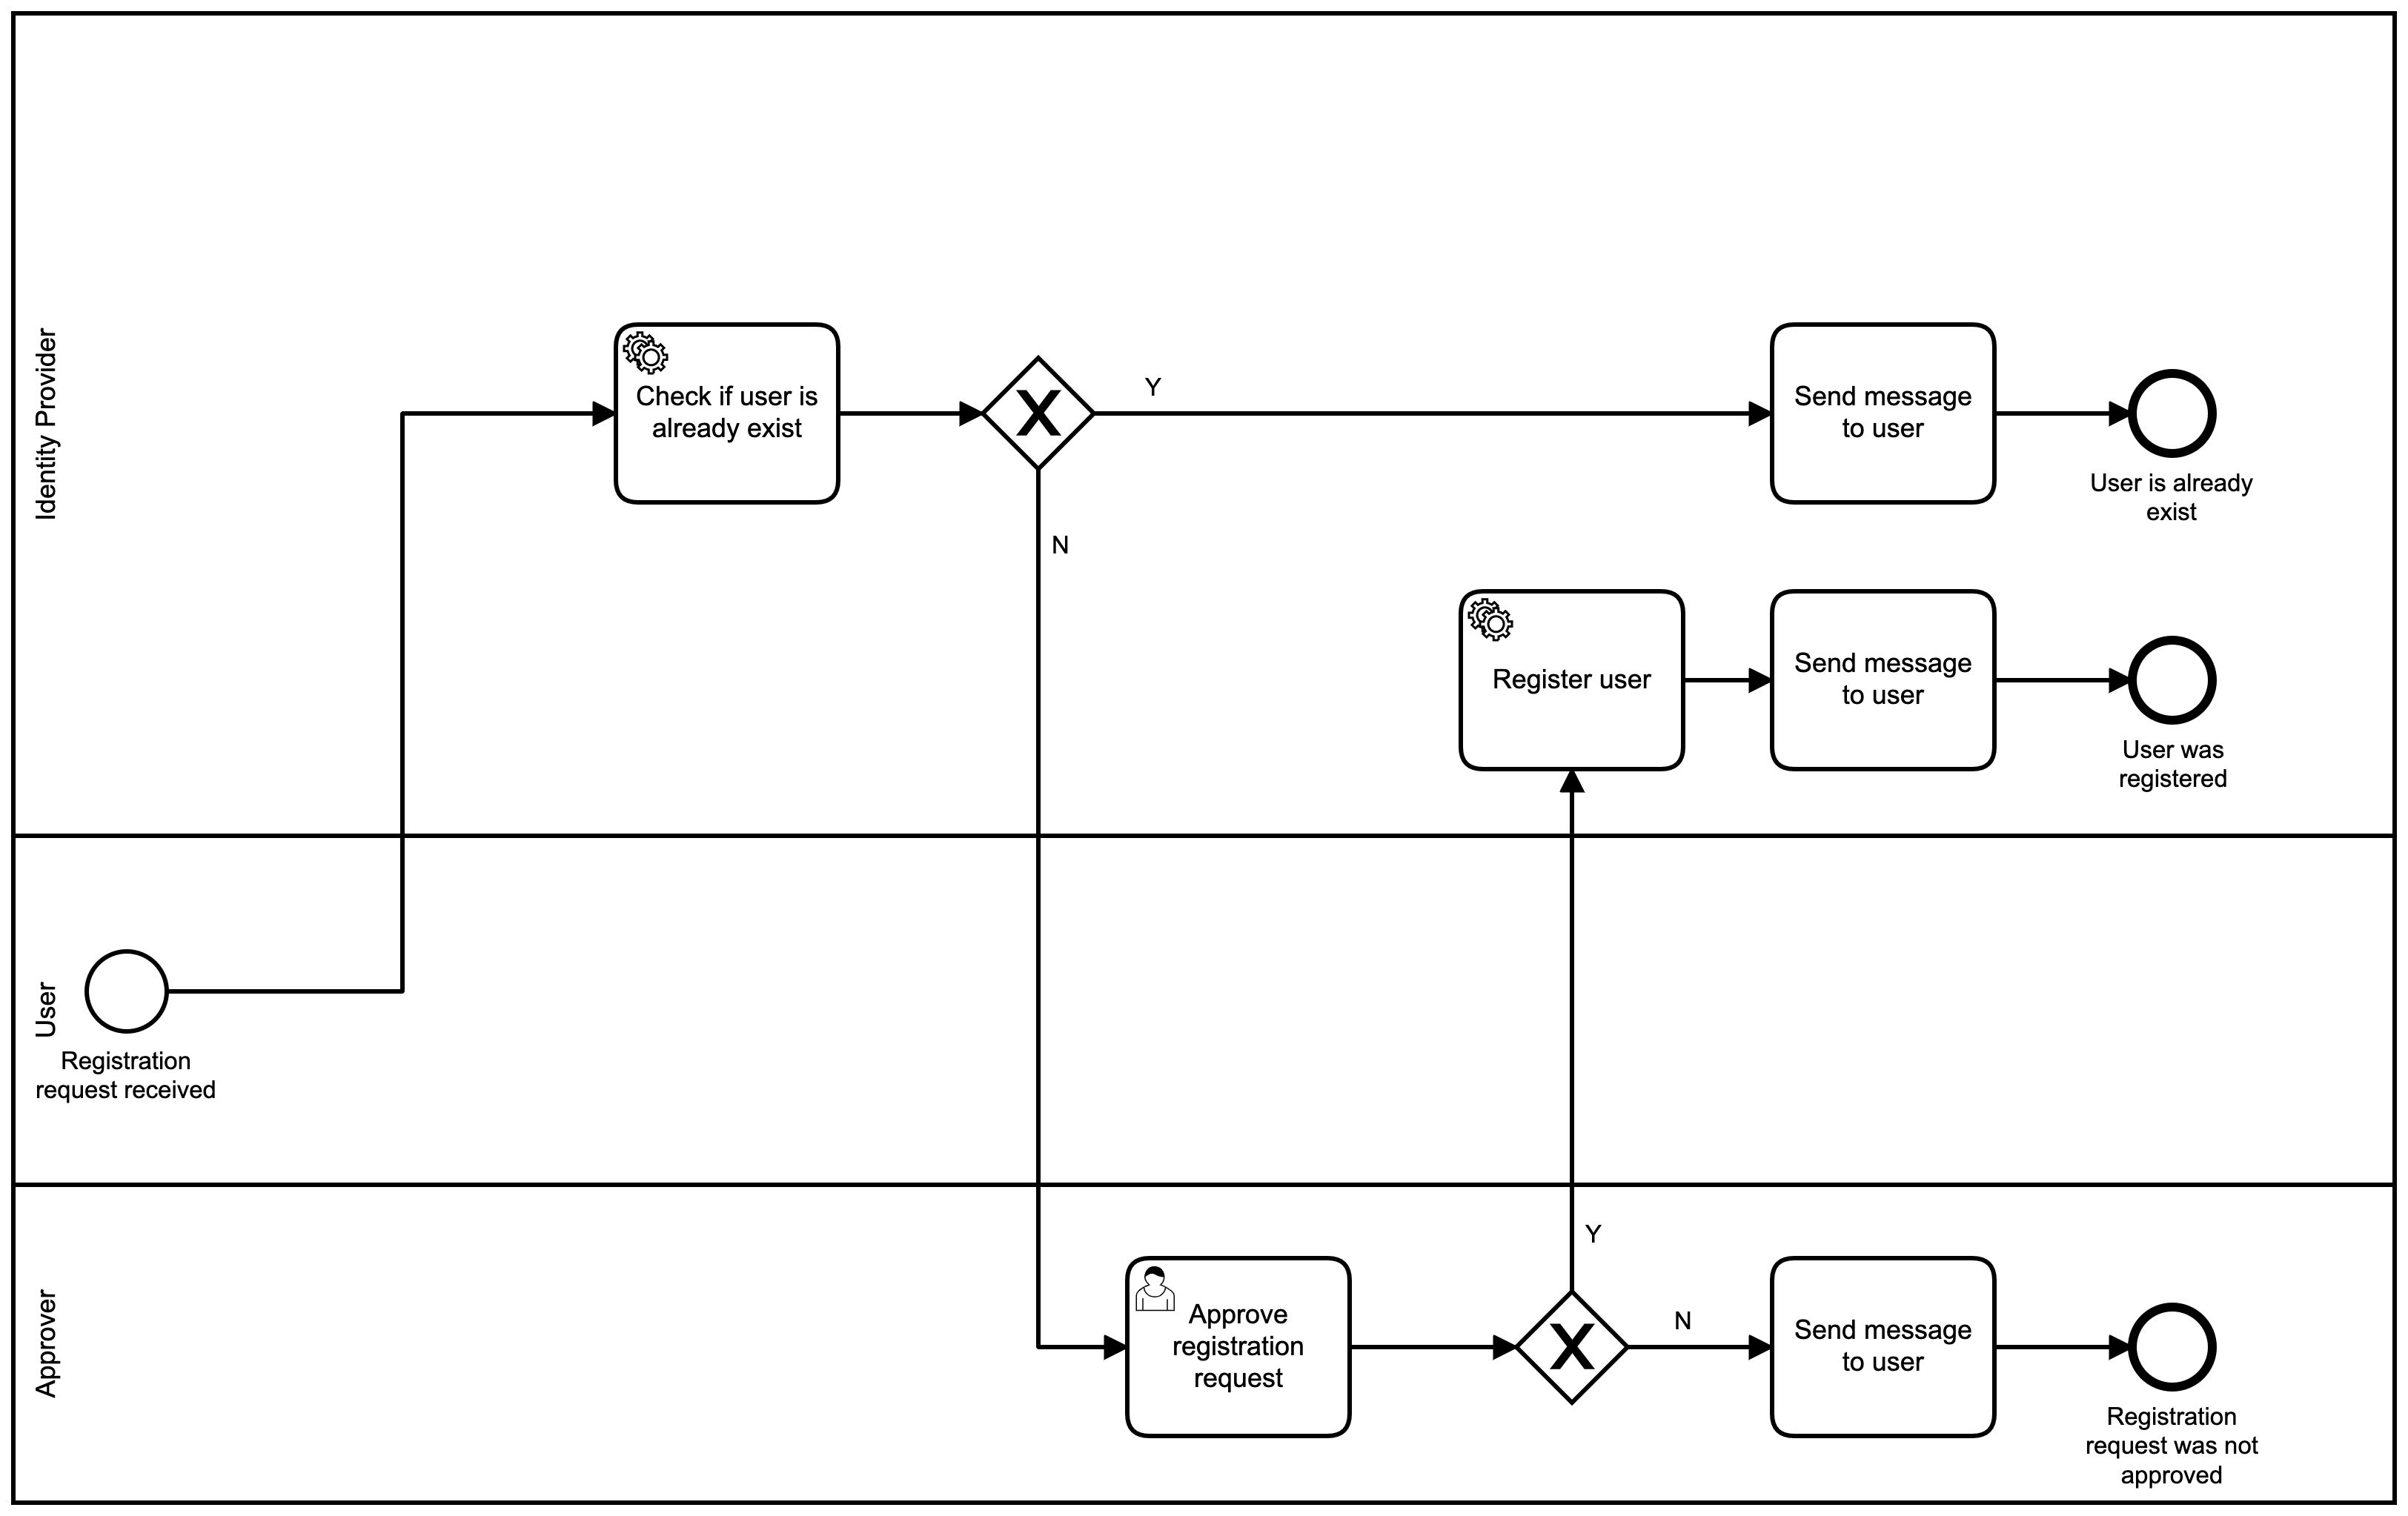 Identity Provider
Check if user is
already exist
Y
Send message
to user
User is already
exist
N
Register user
Send message
to user
User was
registered
User
Registration
request received
Approver
Approve
registration
request
Y
N
Send message
to user
Registration
request was not
approved